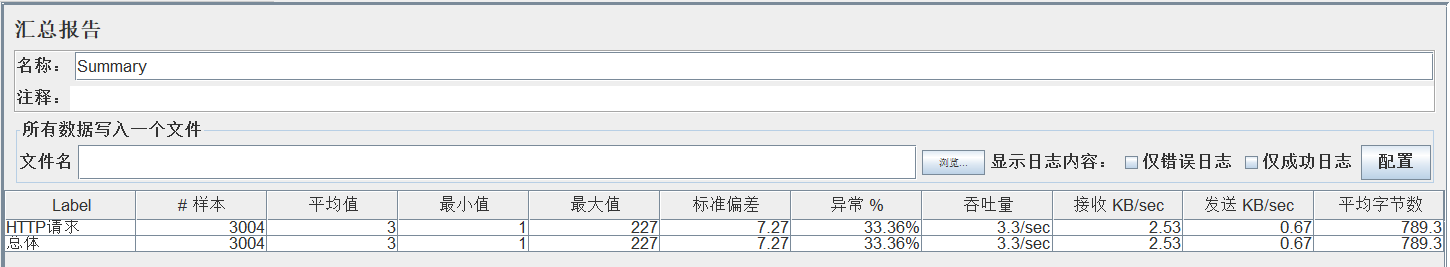 汇总报告
名称： Summary
注释：
所有数据写入一个文件
文件名 浏览... 显示日志内容： 仅错误日志 仅成功日志 配置
Label # 样本 平均值 最小值 最大值 标准偏差 异常 % 吞吐量 接收 KB/sec 发送 KB/sec 平均字节数
HTTP请求 3004 3 1 227 7.27 33.36% 3.3/sec 2.53 0.67 789.3
总体 3004 3 1 227 7.27 33.36% 3.3/sec 2.53 0.67 789.3